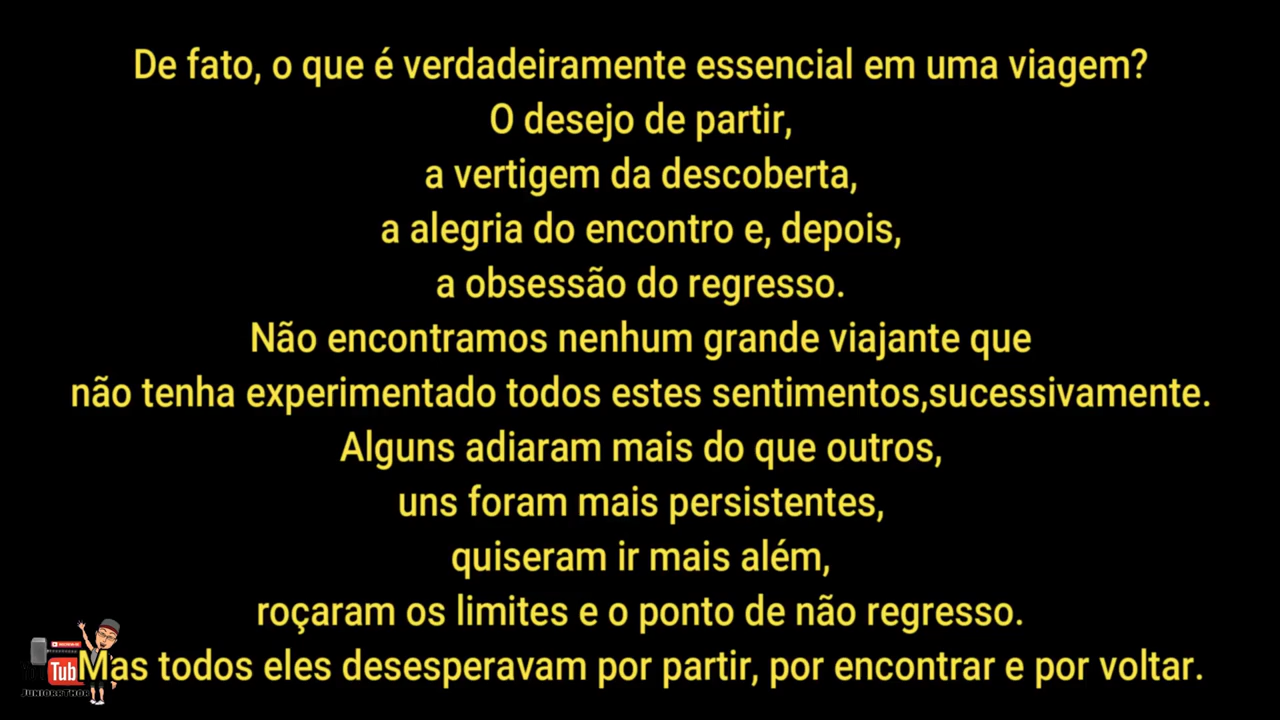 De fato, o que é verdadeiramente essencial em uma viagem?
O desejo de partir,
a vertigem da descoberta,
a alegria do encontro e, depois,
a obsessão do regresso.
Não encontramos nenhum grande viajante que
não tenha experimentado todos estes sentimentos,sucessivamente.
Alguns adiaram mais do que outros,
uns foram mais persistentes,
quiseram ir mais além,
roçaram os limites e o ponto de não regresso.
Mas todos eles desesperavam por partir, por encontrar e por voltar.
Tub